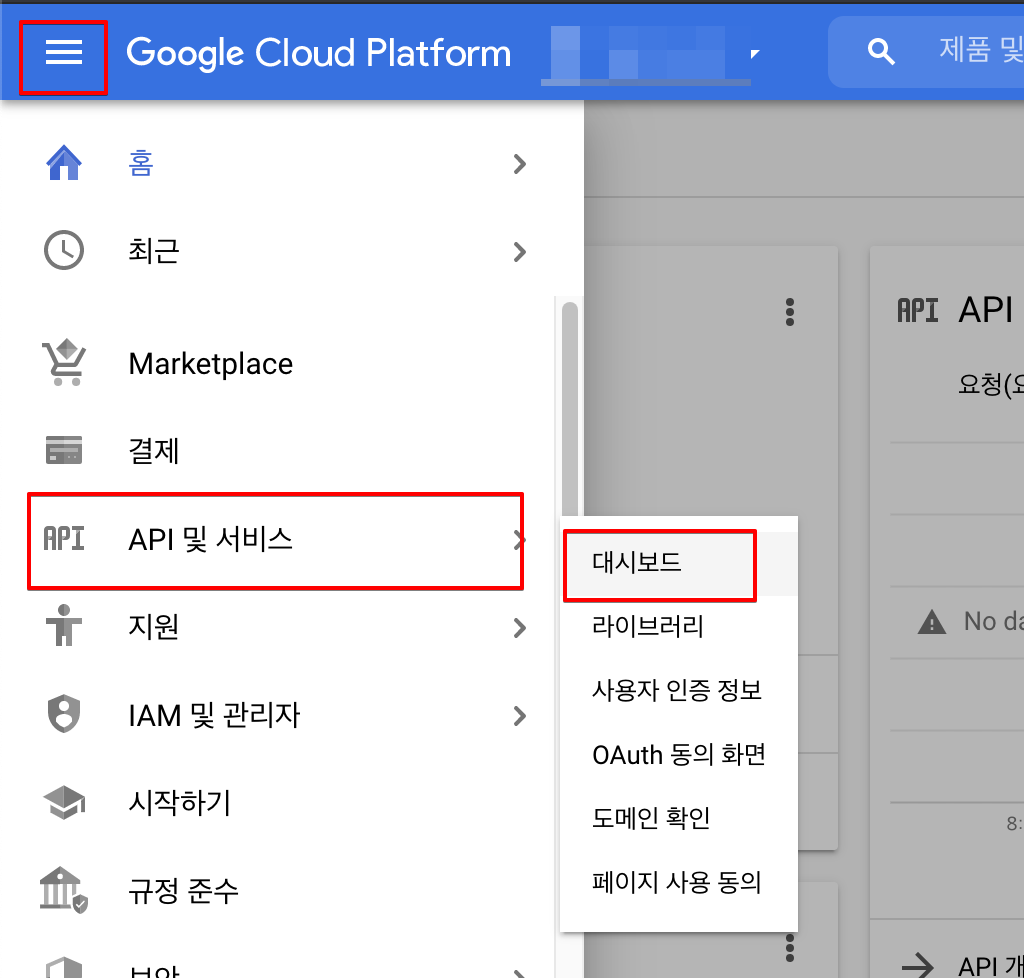 Google Cloud Platform
제품 및
홈
최근
Marketplace
결제
API API 및 서비스
지원
IAM 및 관리자
시작하기
규정 준수
보안
대시보드
라이브러리
사용자 인증 정보
OAuth 동의 화면
도메인 확인
페이지 사용 동의
API API
요청(요
No da
8:
API 개